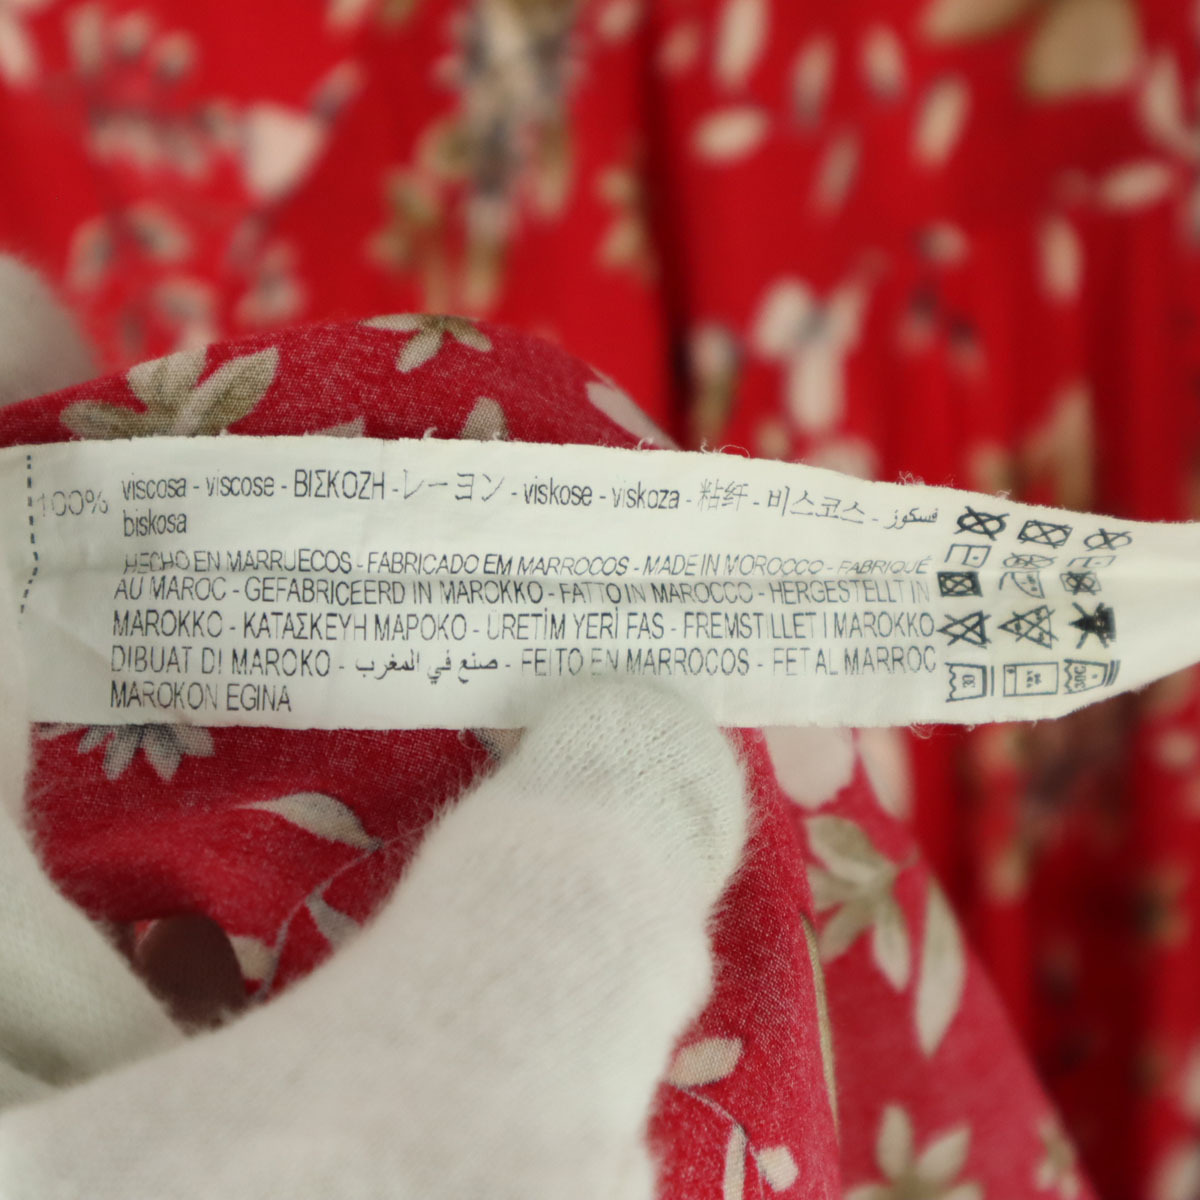 100% viscosa - viscose - ΒΙΣΚΟΖΗ - レーヨン - viskose - viskoza - 粘纤 - 비스코스 - فسكوز
biskosa
HECHO EN MARRUECOS - FABRICADO EM MARROCOS - MADE IN MOROCCO - FABRIQUÉ
AU MAROC - GEFABRICEERD IN MAROKKO - FATTO IN MAROCCO - HERGESTELLT IN
MAROKKO - ΚΑΤΑΣΚΕΥΗ ΜΑΡΟΚΟ - ÜRETİM YERİ FAS - FREMSTILLET I MAROKKO
DIBUAT DI MAROKO - صنع في المغرب - FEITO EN MARROCOS - FET AL MARROC
MAROKON EGINA
30